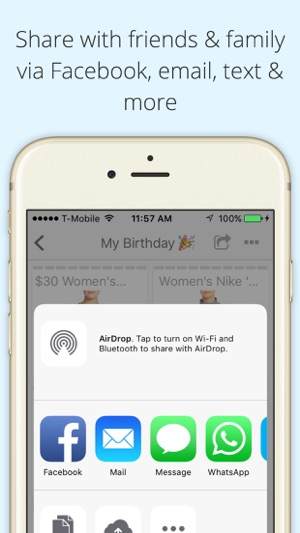 Share with friends & family
via Facebook, email, text &
more
T-Mobile 11:57 AM 100%
My Birthday 🎉
$30 Women's... Women's Nike '...
AirDrop. Tap to turn on Wi-Fi and
Bluetooth to share with AirDrop.
Facebook Mail Message WhatsApp